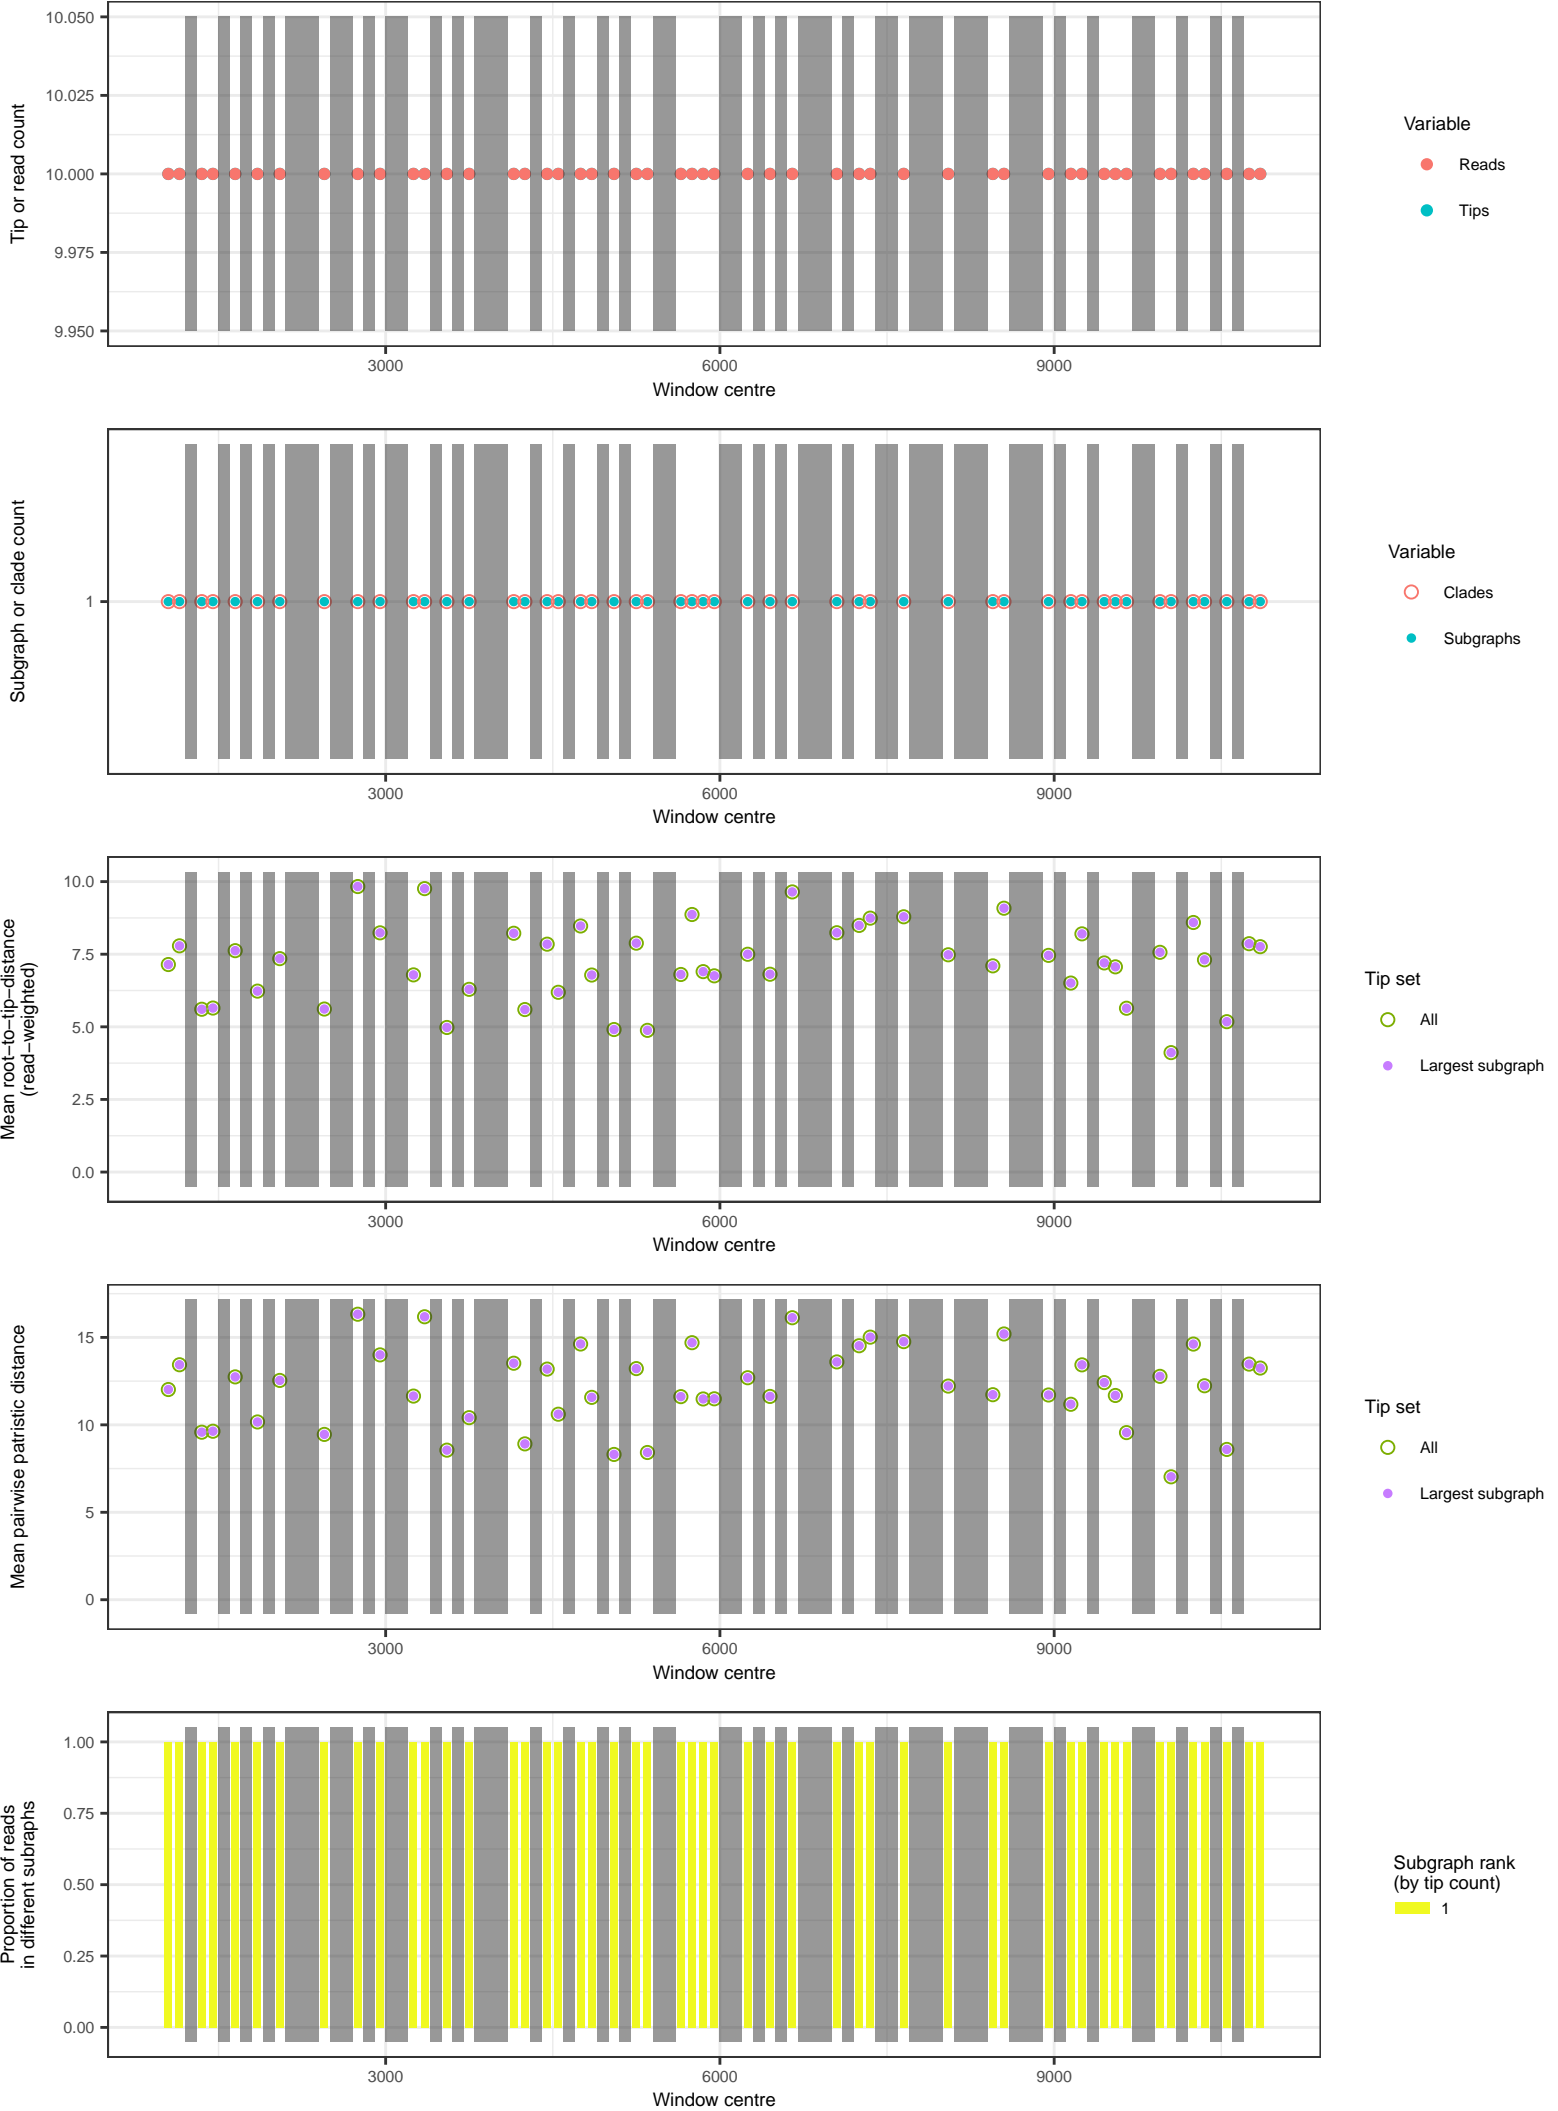 10.050
10.025
10.000
9.975
9.950
Tip or read count
3000
6000
9000
Window centre
Variable
Reads
Tips
1
Subgraph or clade count
3000
6000
9000
Window centre
Variable
Clades
Subgraphs
10.0
7.5
5.0
2.5
0.0
Mean root−to−tip−distance
(read−weighted)
3000
6000
9000
Window centre
Tip set
All
Largest subgraph
15
10
5
0
Mean pairwise patristic distance
3000
6000
9000
Window centre
Tip set
All
Largest subgraph
1.00
0.75
0.50
0.25
0.00
Proportion of reads
in different subraphs
3000
6000
9000
Window centre
Subgraph rank
(by tip count)
1